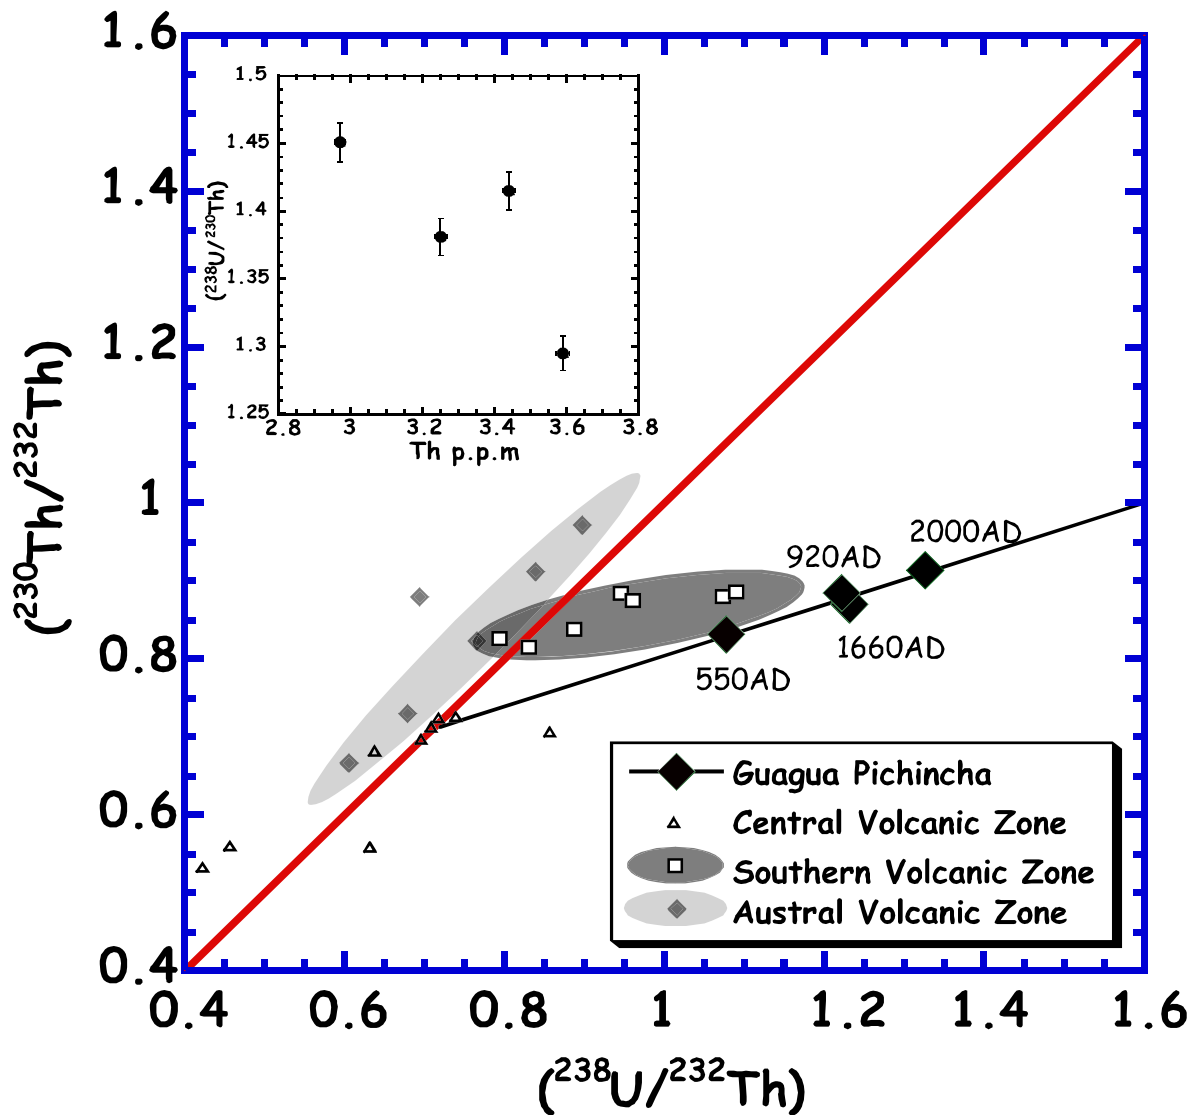 1.6
1.4
1.2
1
0.8
0.6
0.4
(²³⁰Th/²³²Th)
1.5
1.45
1.4
1.35
1.3
1.25
(²³⁸U/²³⁰Th)
2.8 3 3.2 3.4 3.6 3.8
Th p.p.m
2000AD
920AD
1660AD
550AD
Guagua Pichincha
Central Volcanic Zone
Southern Volcanic Zone
Austral Volcanic Zone
0.4 0.6 0.8 1 1.2 1.4 1.6
(²³⁸U/²³²Th)